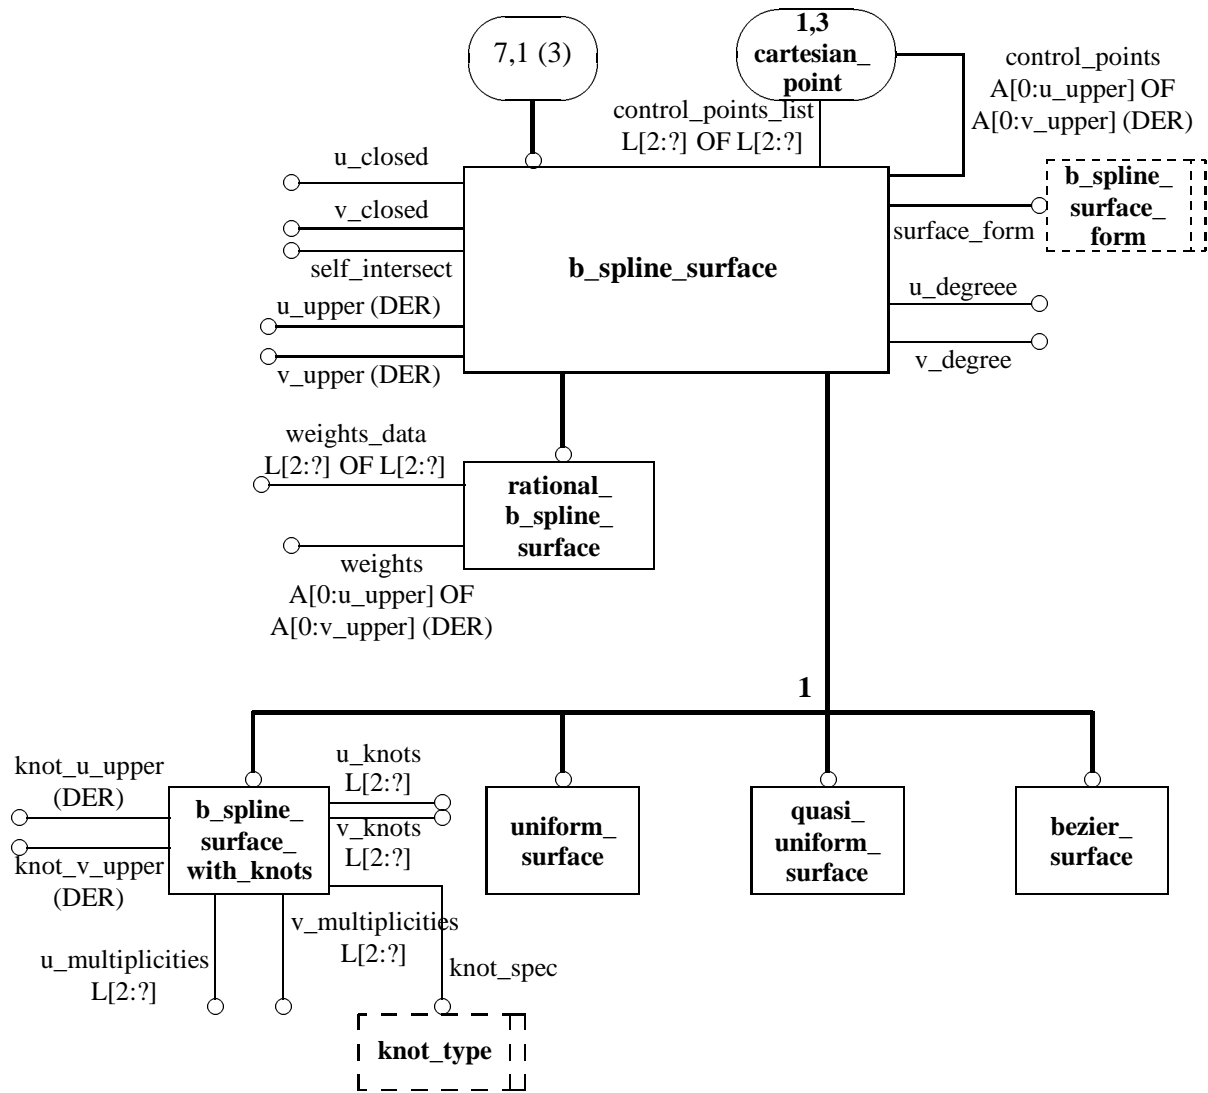 7,1 (3)
1,3
cartesian_
point
control_points
A[0:u_upper] OF
A[0:v_upper] (DER)
control_points_list
L[2:?] OF L[2:?]
u_closed
v_closed
self_intersect
u_upper (DER)
v_upper (DER)
b_spline_surface
b_spline_
surface_
form
surface_form
u_degreee
v_degree
weights_data
L[2:?] OF L[2:?]
rational_
b_spline_
surface
weights
A[0:u_upper] OF
A[0:v_upper] (DER)
1
knot_u_upper
(DER)
knot_v_upper
(DER)
b_spline_
surface_
with_knots
u_knots
L[2:?]
v_knots
L[2:?]
uniform_
surface
quasi_
uniform_
surface
bezier_
surface
u_multiplicities
L[2:?]
v_multiplicities
L[2:?]
knot_spec
knot_type